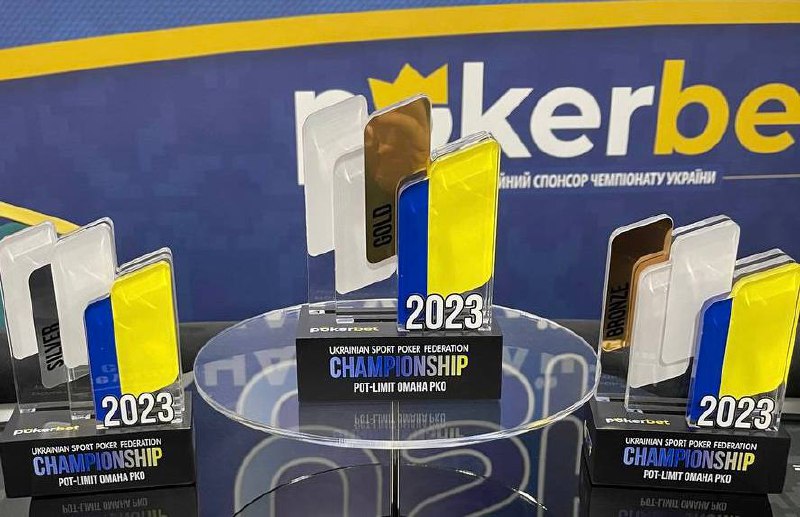 pokerbe
ЙНИЙ СПОНСОР ЧЕМПІОНАТУ УКРАЇНИ
SILVER
2023
pokerbet
UKRAINIAN SPORT POKER FEDERATION
CHAMPIONSHIP
POT-LIMIT OMAHA PKO
GOLD
2023
pokerbet
UKRAINIAN SPORT POKER FEDERATION
CHAMPIONSHIP
POT-LIMIT OMAHA PKO
BRONZE
2023
pokerbet
UKRAINIAN SPORT POKER FEDERATION
CHAMPIONSHIP
POT-LIMIT OMAHA PKO